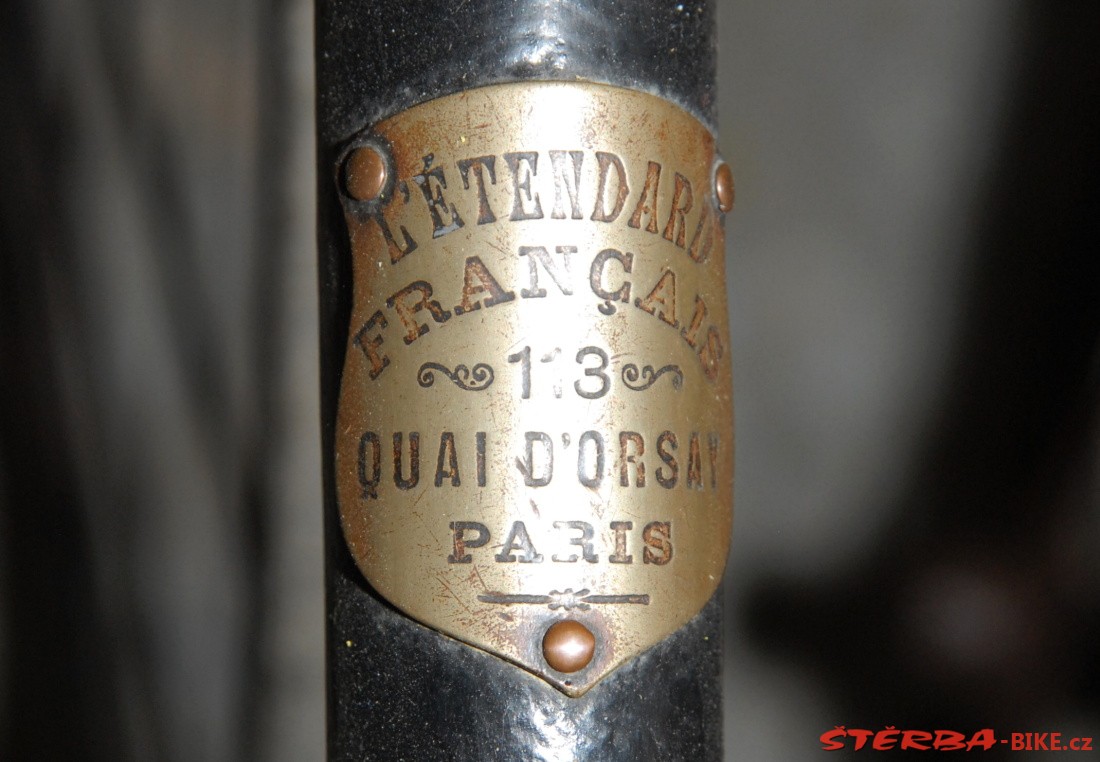 L'ÉTENDARD
FRANÇAIS
113
QUAI D'ORSAY
PARIS
ŠTĚRBA-BIKE.cz